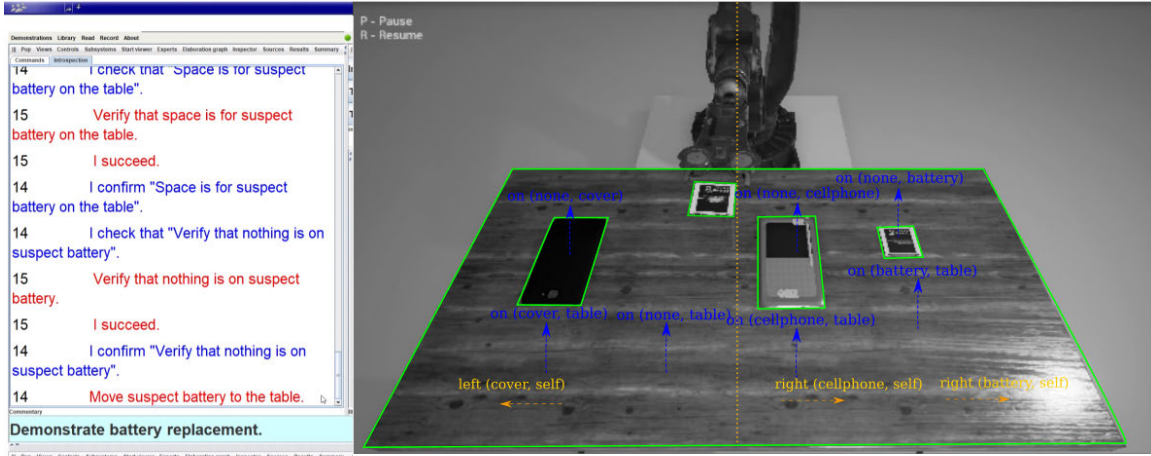 Demonstrations Library Read Record About
Pop Views Controls Subsystems Start viewer Experts Elaboration graph Inspector Sources Results Summary
Commands Introspection
14 I check that "Space is for suspect
battery on the table".
15 Verify that space is for suspect
battery on the table.
15 I succeed.
14 I confirm "Space is for suspect
battery on the table".
14 I check that "Verify that nothing is on
suspect battery".
15 Verify that nothing is on suspect
battery.
15 I succeed.
14 I confirm "Verify that nothing is on
suspect battery".
14 Move suspect battery to the table.
Commentary
Demonstrate battery replacement.
P - Pause
R - Resume
on (none, cover)
on (none, cellphone)
on (none, battery)
on (battery, table)
on (cover, table)
on (none, table)
on (cellphone, table)
left (cover, self)
right (cellphone, self)
right (battery, self)